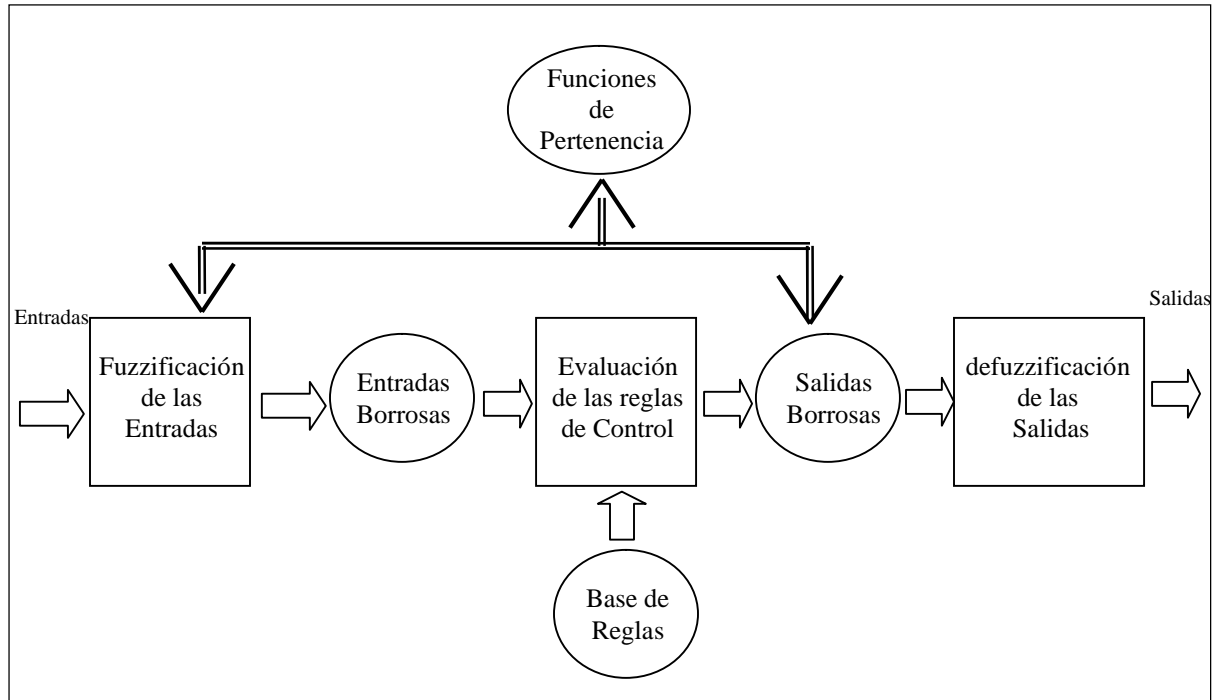 Funciones
de
Pertenencia
Entradas
Salidas
Fuzzificación
de las
Entradas
Entradas
Borrosas
Evaluación
de las reglas
de Control
Salidas
Borrosas
defuzzificación
de las
Salidas
Base de
Reglas